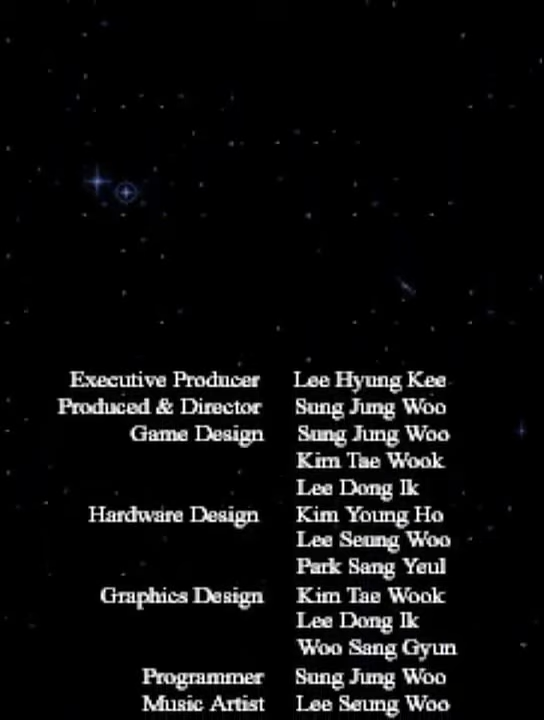 Executive Producer Lee Hyung Kee
Produced & Director Sung Jung Woo
Game Design Sung Jung Woo
Kim Tae Wook
Lee Dong Ik
Hardware Design Kim Young Ho
Lee Seung Woo
Park Sang Yeul
Graphics Design Kim Tae Wook
Lee Dong Ik
Woo Sang Gyun
Programmer Sung Jung Woo
Music Artist Lee Seung Woo